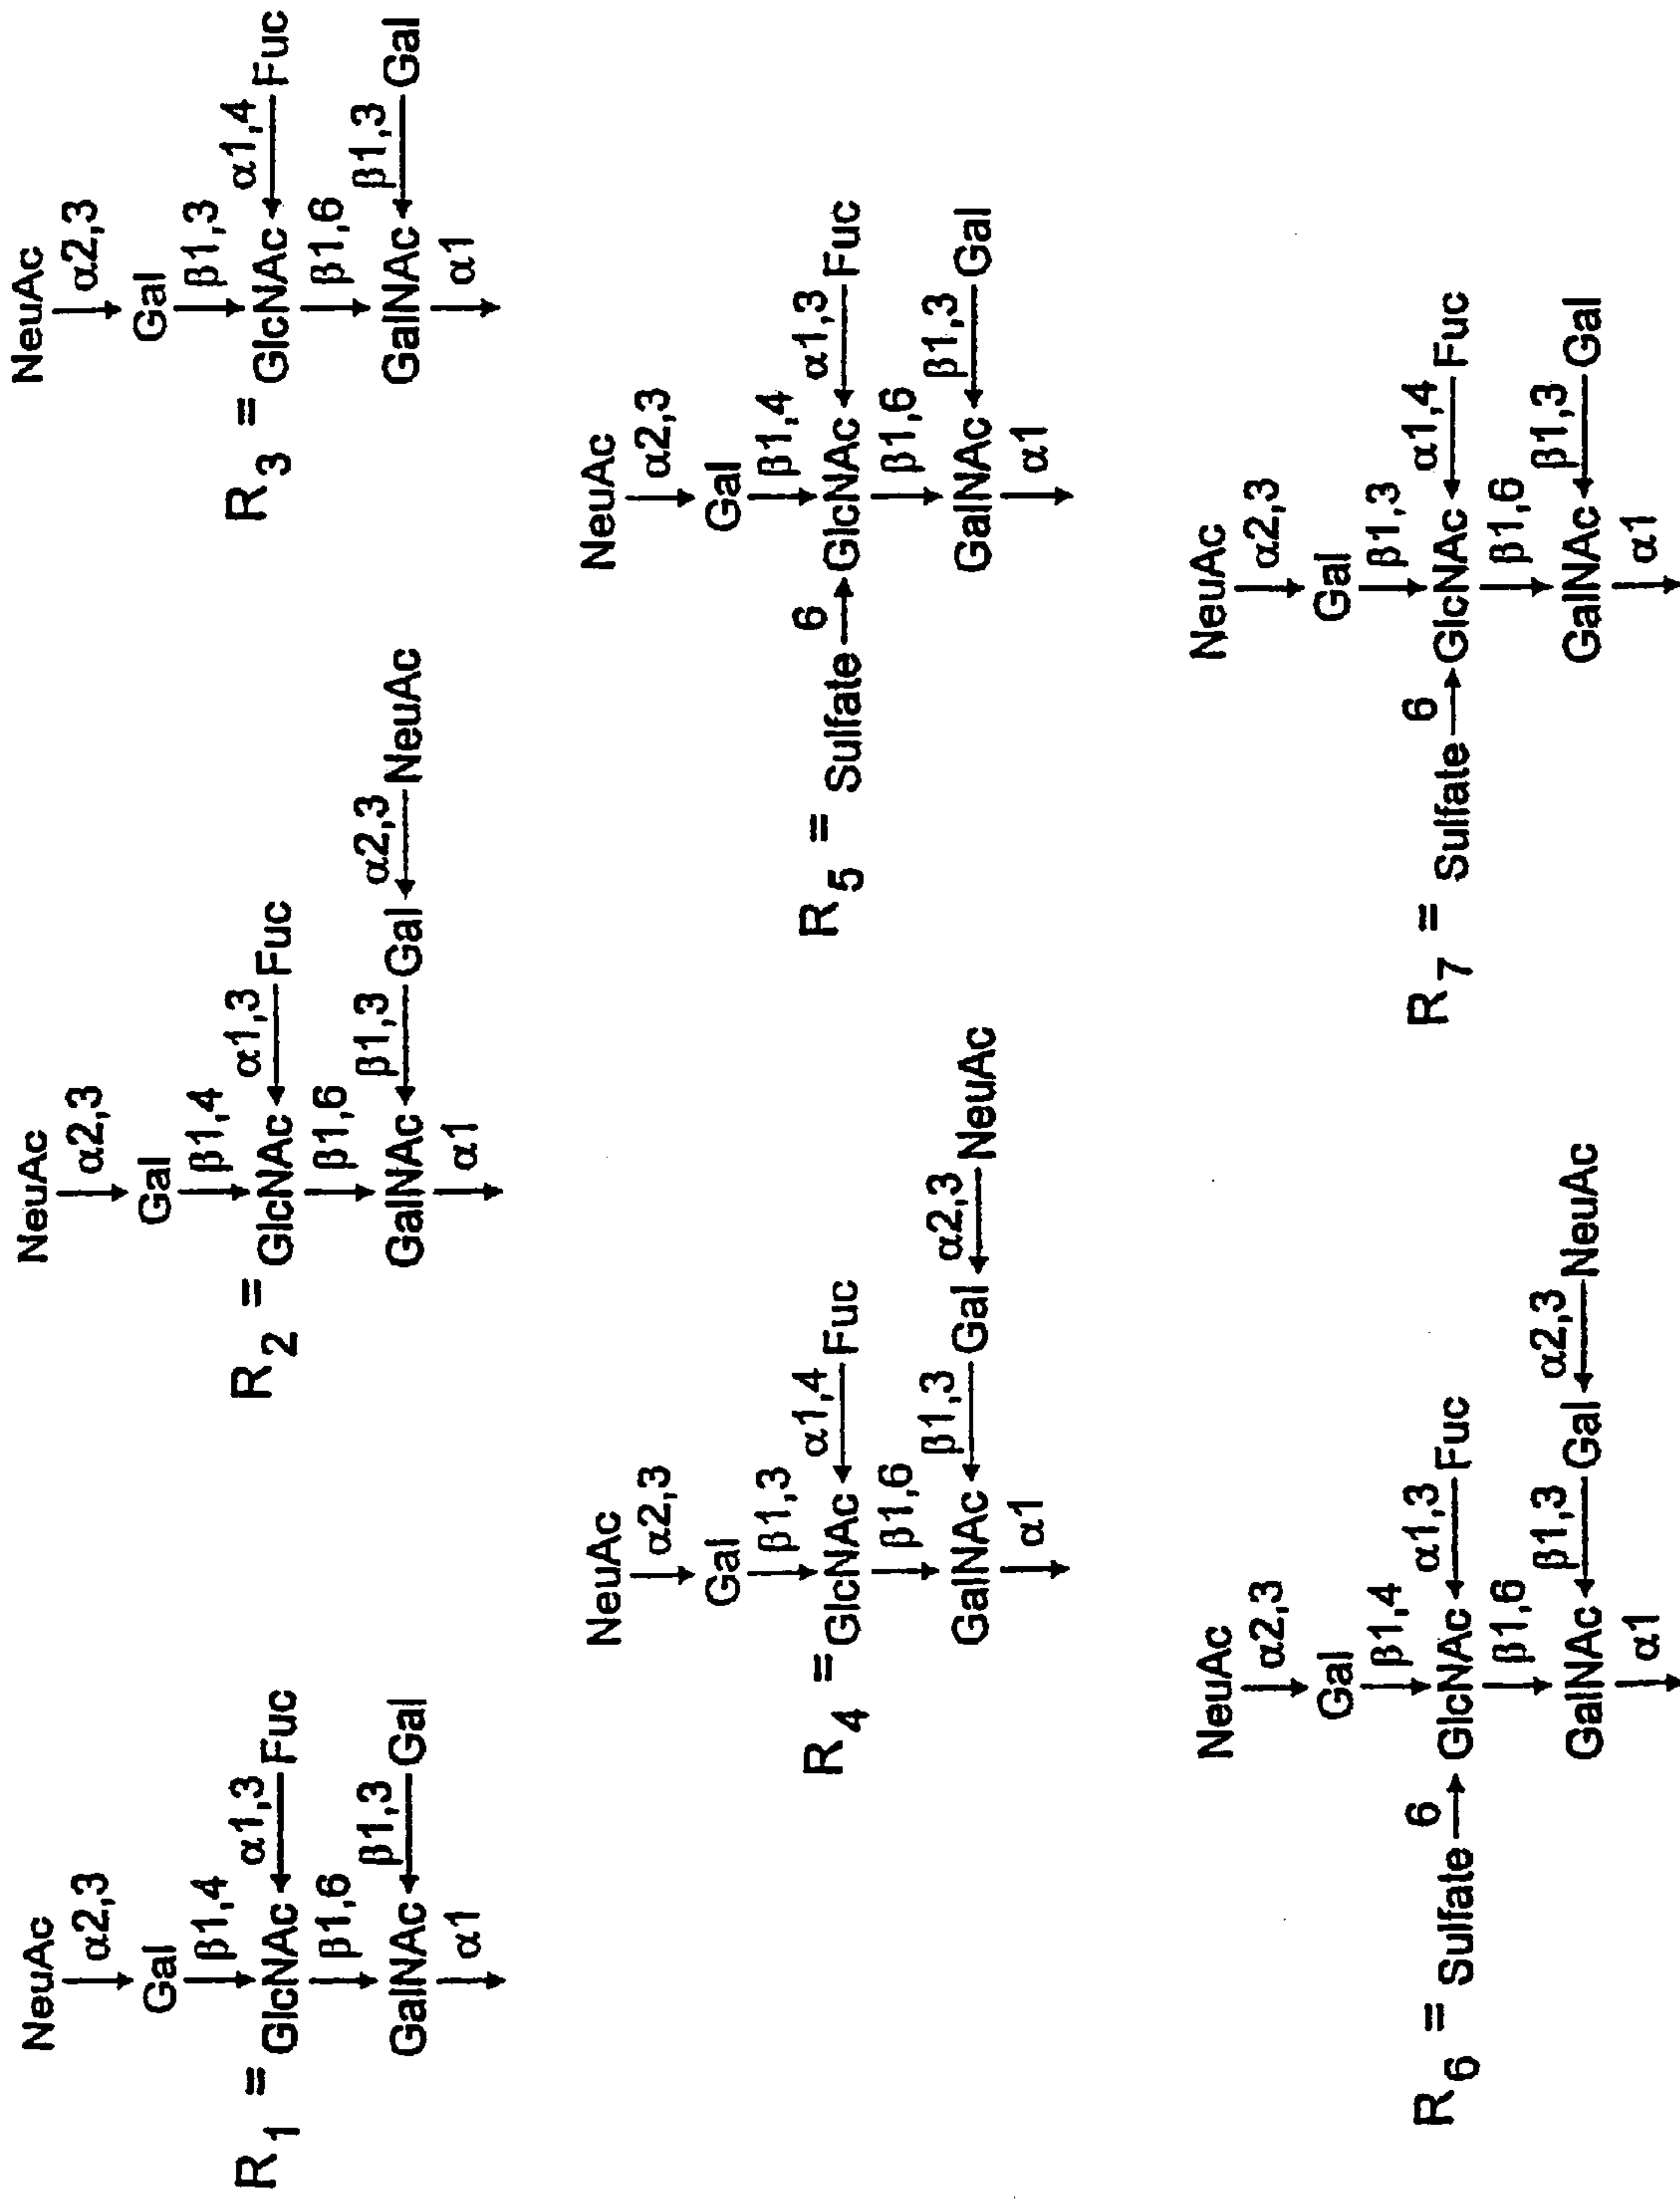 NeuAc
α2,3
Gal
β1,4 α1,3
R1 = GlcNAc Fuc
β1,6 β1,3
GalNAc Gal
α1
NeuAc
α2,3
Gal
β1,4 α1,3
R2 = GlcNAc Fuc
β1,6 β1,3 α2,3
GalNAc Gal NeuAc
α1
NeuAc
α2,3
Gal
β1,3 α1,4
R3 = GlcNAc Fuc
β1,6 β1,3
GalNAc Gal
α1
NeuAc
α2,3
Gal
β1,3 α1,4
R4 = GlcNAc Fuc
β1,6 β1,3 α2,3
GalNAc Gal NeuAc
α1
NeuAc
α2,3
Gal
6 β1,4 α1,3
R5 = Sulfate GlcNAc Fuc
β1,6 β1,3
GalNAc Gal
α1
NeuAc
α2,3
Gal
6 β1,4 α1,3
R6 = Sulfate GlcNAc Fuc
β1,6 β1,3 α2,3
GalNAc Gal NeuAc
α1
NeuAc
α2,3
Gal
6 β1,3 α1,4
R7 = Sulfate GlcNAc Fuc
β1,6 β1,3
GalNAc Gal
α1